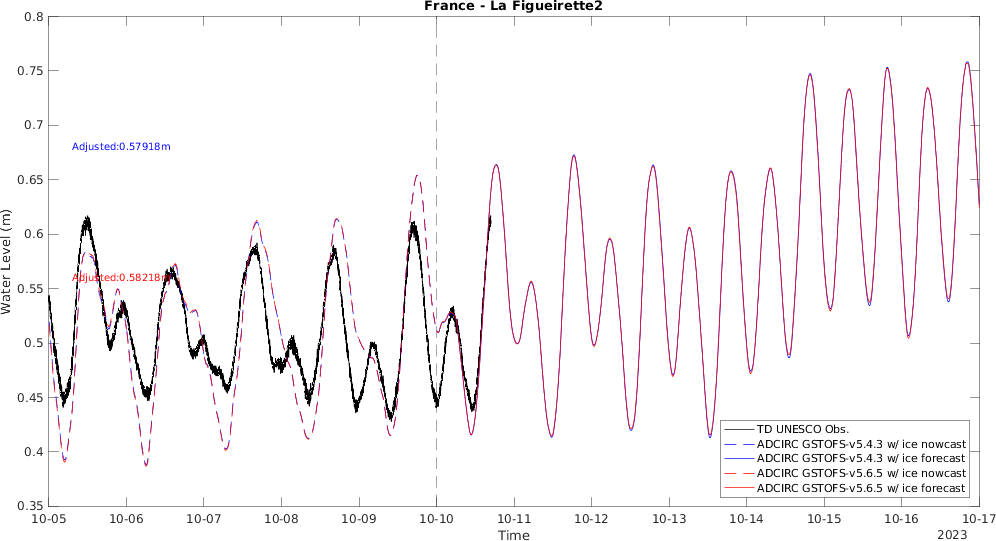 France - La Figueirette2
0.8
0.75
0.7
0.65
0.6
0.55
0.5
0.45
0.4
0.35
Water Level (m)
Adjusted:0.57918m
Adjusted:0.58218m
TD UNESCO Obs.
ADCIRC GSTOFS-v5.4.3 w/ ice nowcast
ADCIRC GSTOFS-v5.4.3 w/ ice forecast
ADCIRC GSTOFS-v5.6.5 w/ ice nowcast
ADCIRC GSTOFS-v5.6.5 w/ ice forecast
10-05 10-06 10-07 10-08 10-09 10-10 10-11 10-12 10-13 10-14 10-15 10-16 10-17
Time
2023